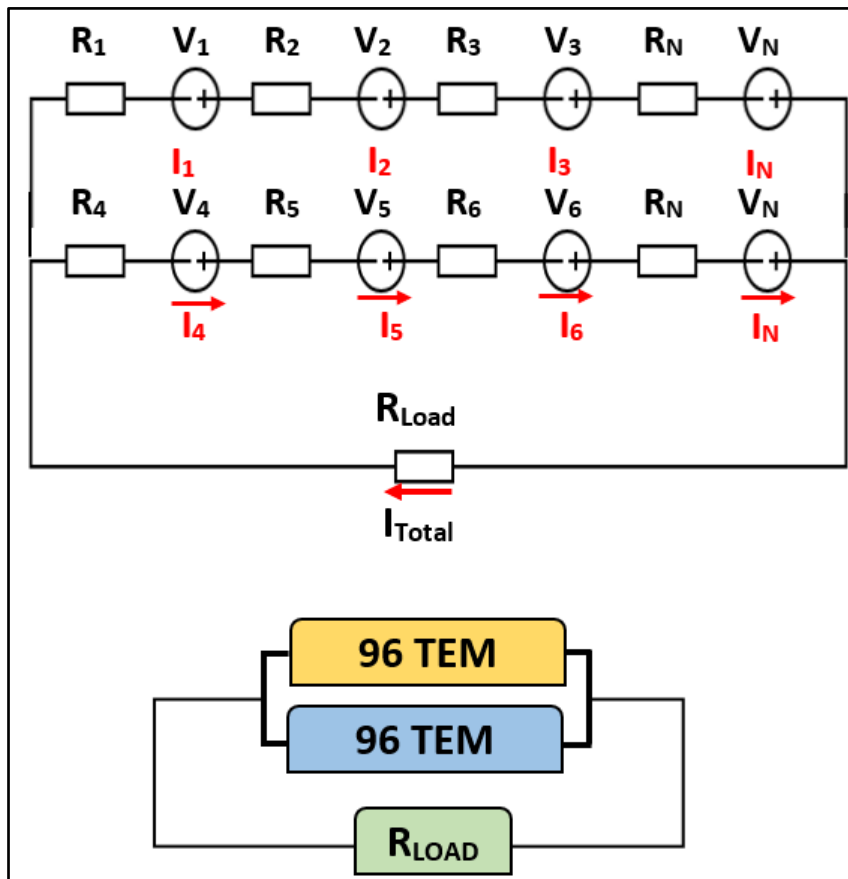 R1 V1 R2 V2 R3 V3 RN VN
- + - + - + - +
I1 I2 I3 IN
R4 V4 R5 V5 R6 V6 RN VN
- + - + - + - +
I4 I5 I6 IN
RLoad
ITotal
96 TEM
96 TEM
RLOAD